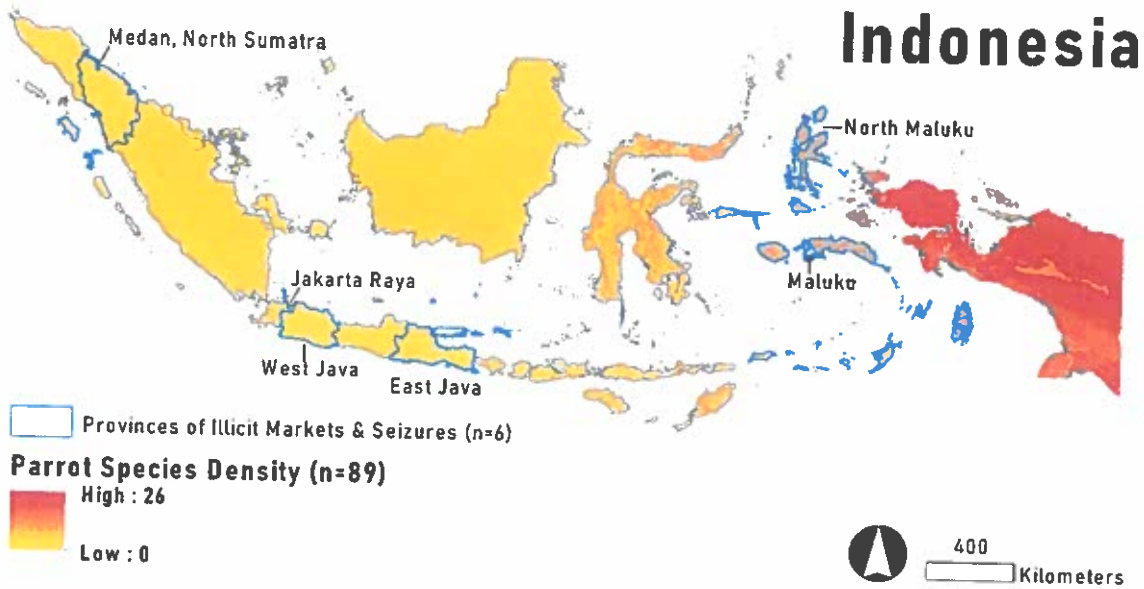 Indonesia
Medan, North Sumatra
North Maluku
Maluku
Jakarta Raya
West Java
East Java
Provinces of Illicit Markets & Seizures (n=6)
Parrot Species Density (n=89)
High : 26
Low : 0
400
Kilometers